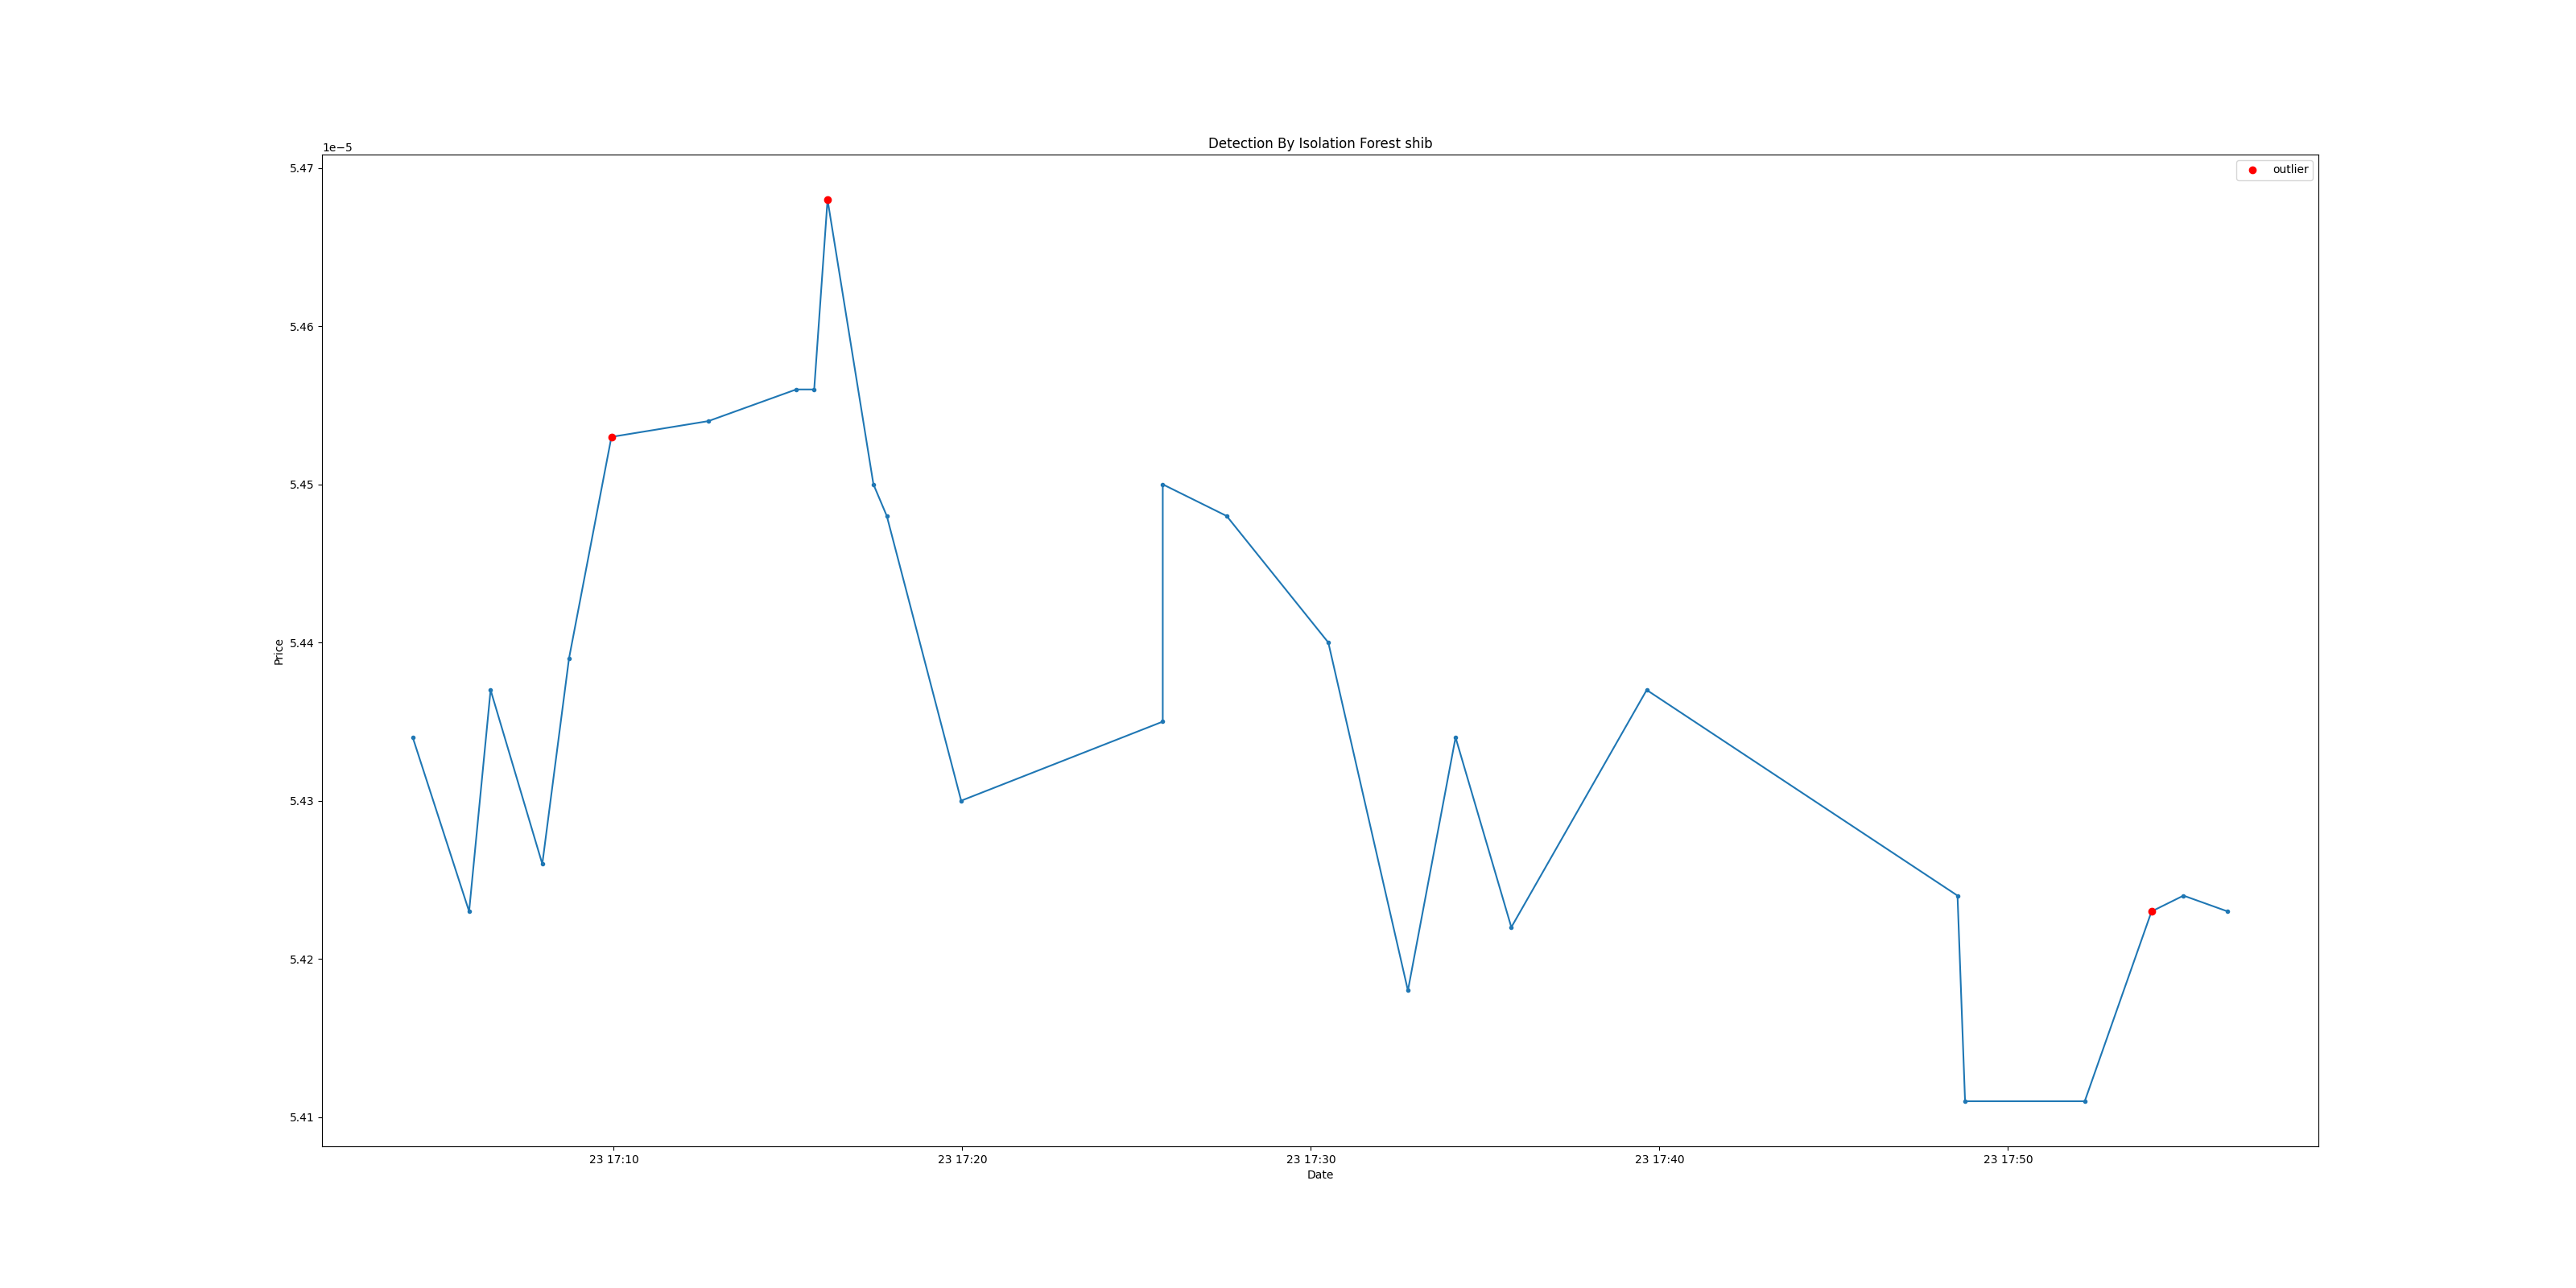 Detection By Isolation Forest shib
1e−5
outlier
5.47
5.46
5.45
5.44
5.43
5.42
5.41
Price
23 17:10 23 17:20 23 17:30 23 17:40 23 17:50
Date